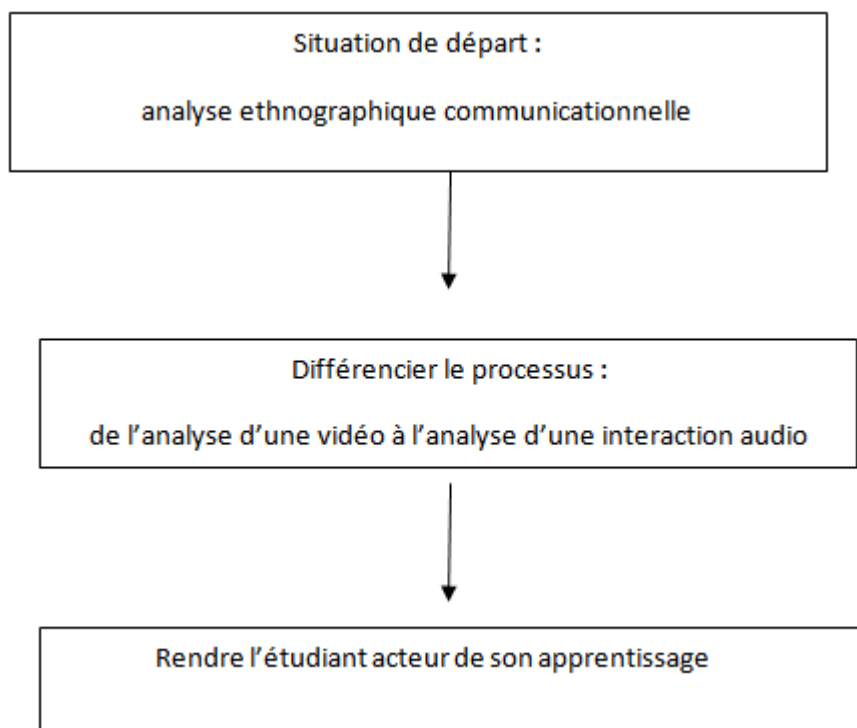 Situation de départ :
analyse ethnographique communicationnelle
Différencier le processus :
de l’analyse d’une vidéo à l’analyse d’une interaction audio
Rendre l’étudiant acteur de son apprentissage